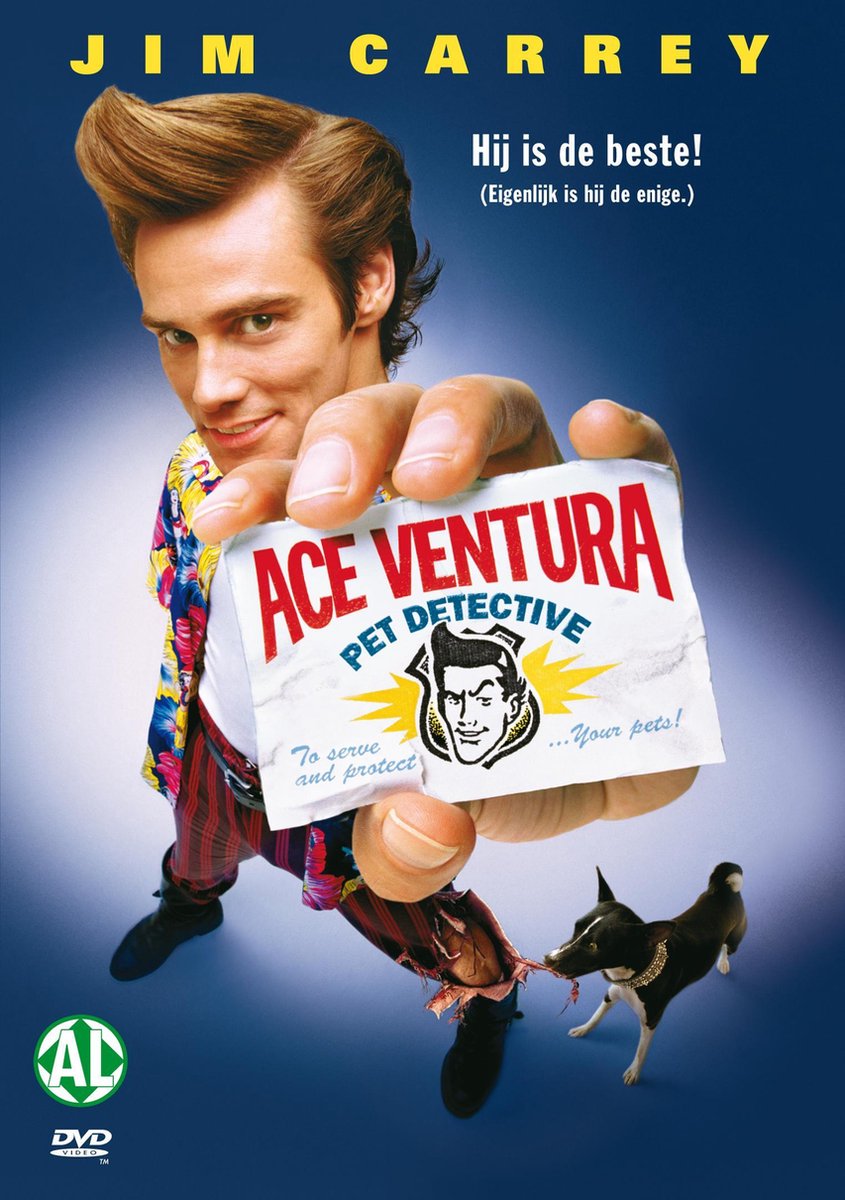 JIM CARREY
Hij is de beste!
(Eigenlijk is hij de enige.)
ACE VENTURA
PET DETECTIVE
To serve
and protect
...Your pets!
AL
DVD
VIDEO
TM